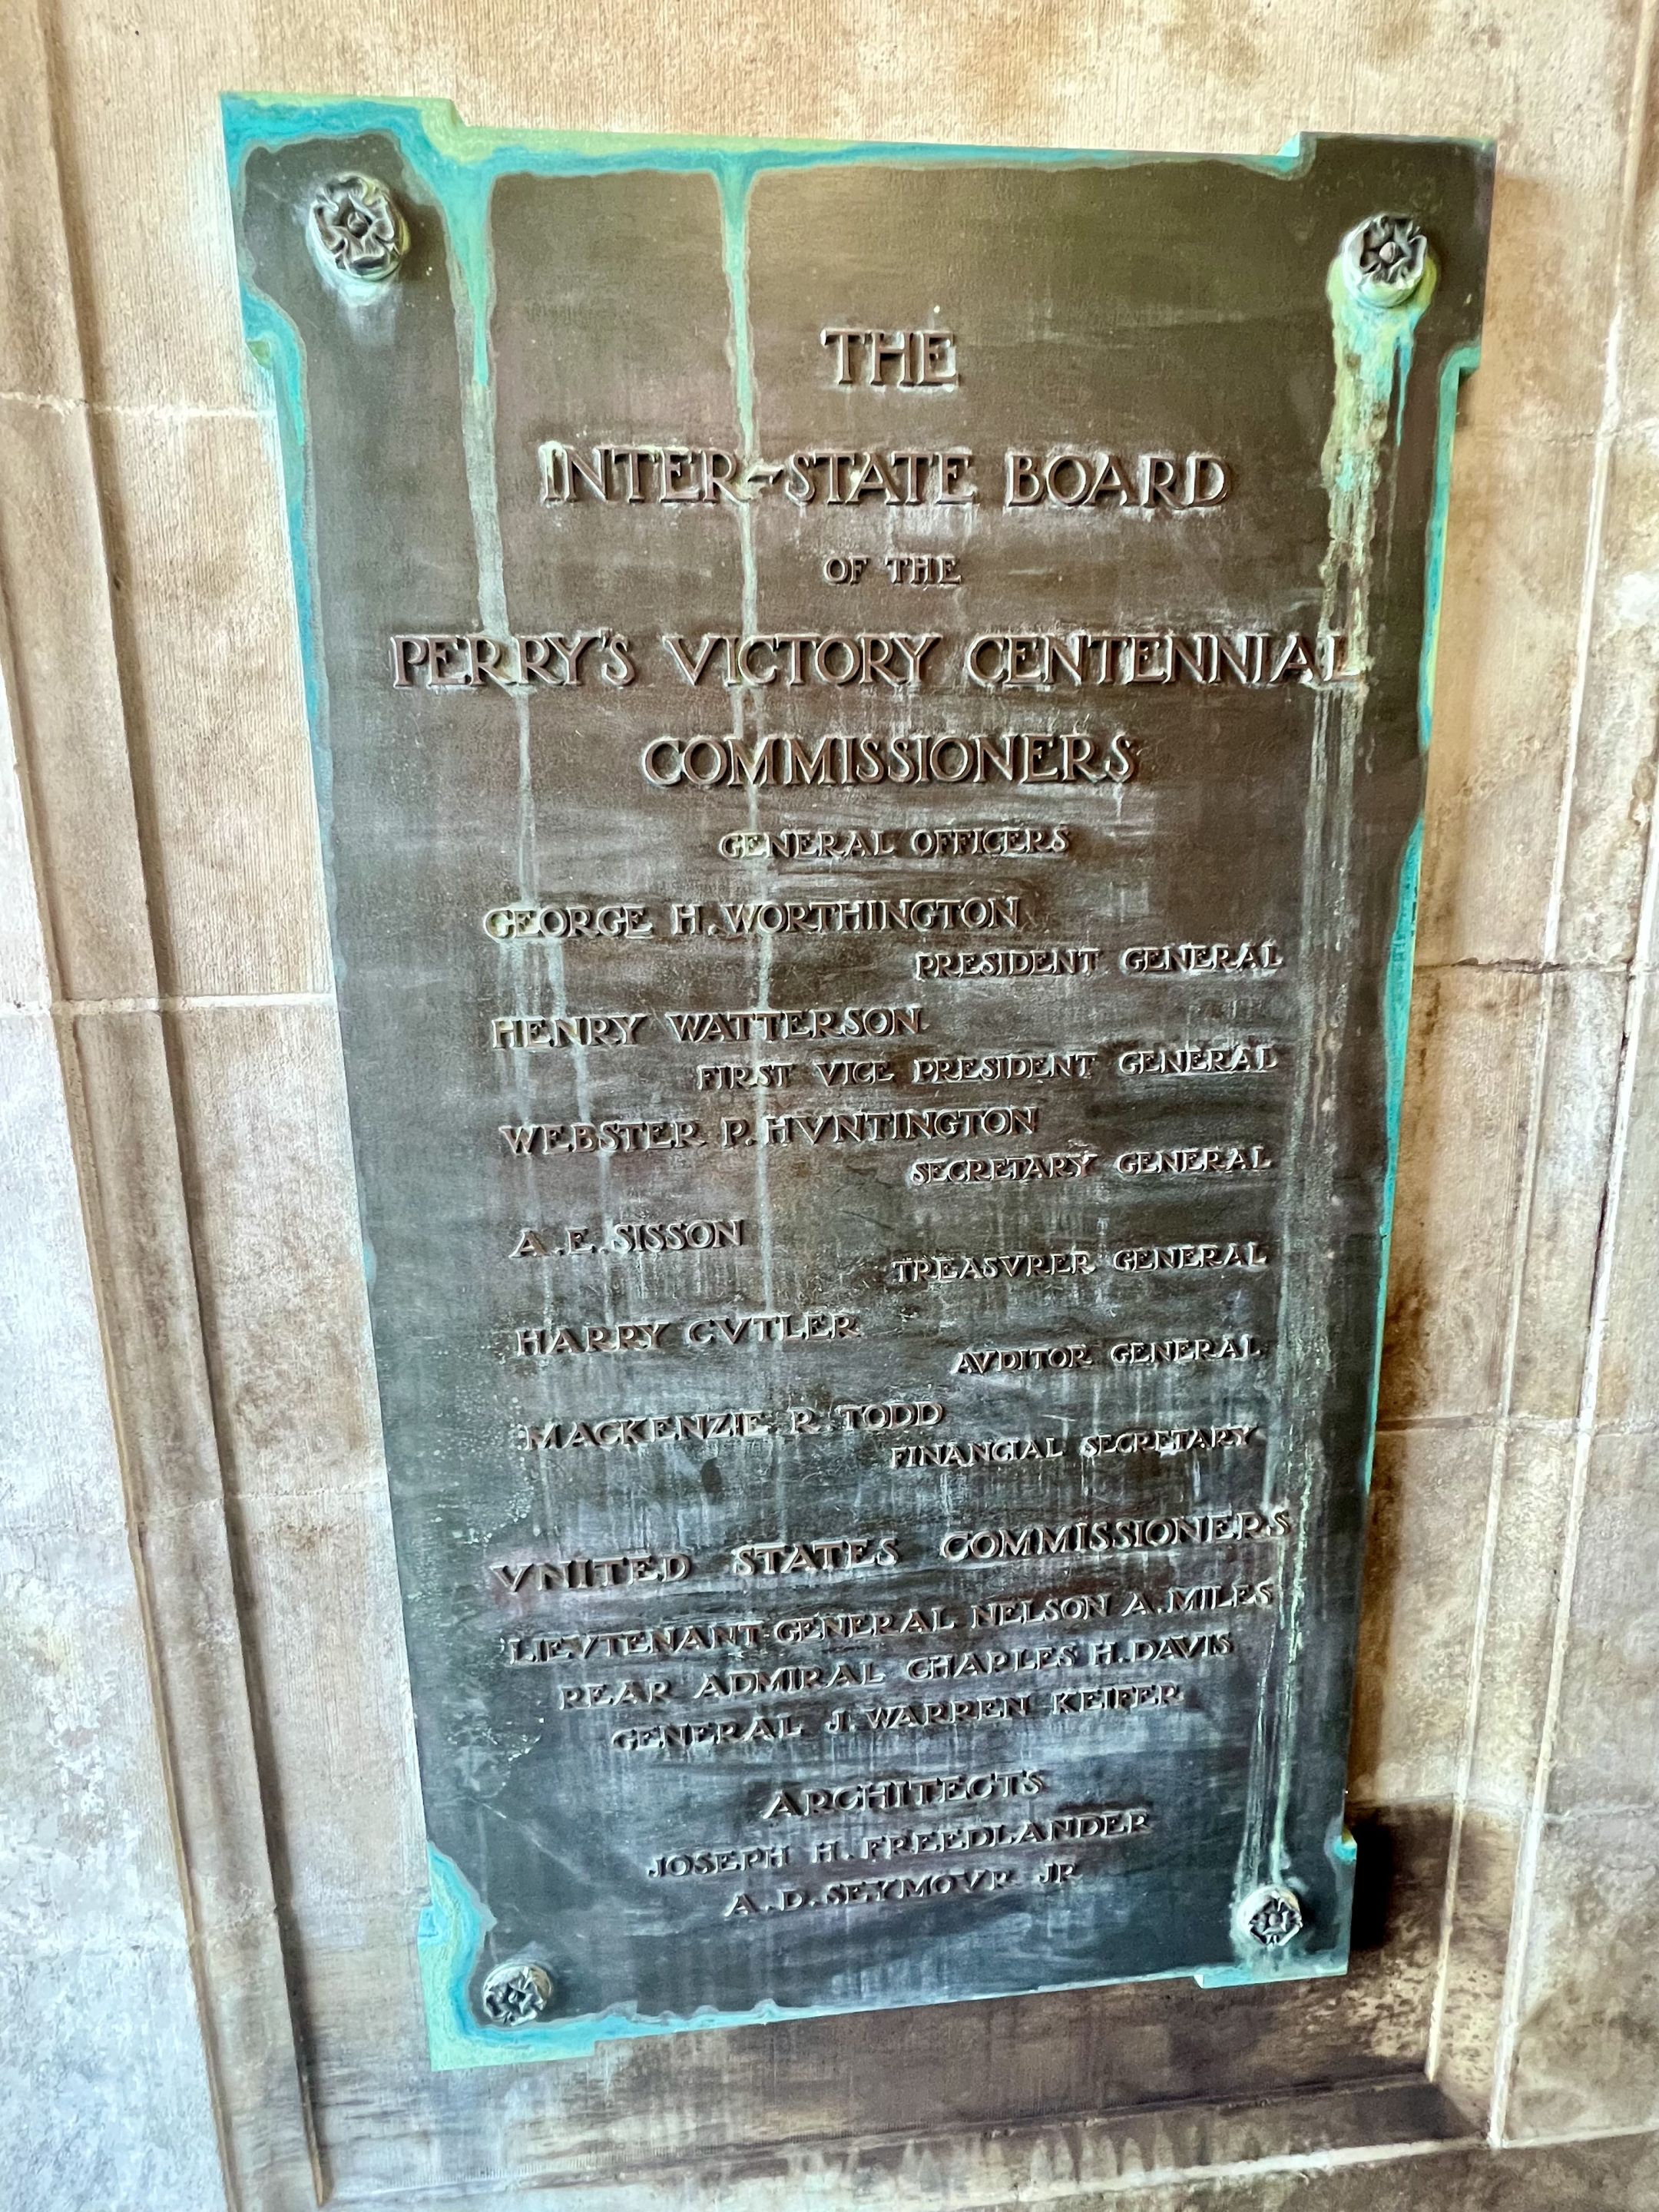 THE
INTER-STATE BOARD
OF THE
PERRY'S VICTORY CENTENNIAL
COMMISSIONERS
GENERAL OFFICERS
GEORGE H. WORTHINGTON
PRESIDENT GENERAL
HENRY WATTERSON
FIRST VICE PRESIDENT GENERAL
WEBSTER P. HVNTINGTON
SECRETARY GENERAL
A. E. SISSON
TREASVRER GENERAL
HARRY CVTLER
AVDITOR GENERAL
MACKENZIE R. TODD
FINANCIAL SECRETARY
VNITED STATES COMMISSIONERS
LIEVTENANT-GENERAL NELSON A. MILES
REAR ADMIRAL CHARLES H. DAVIS
GENERAL J. WARREN KEIFER
ARCHITECTS
JOSEPH H. FREEDLANDER
A. D. SEYMOVR JR